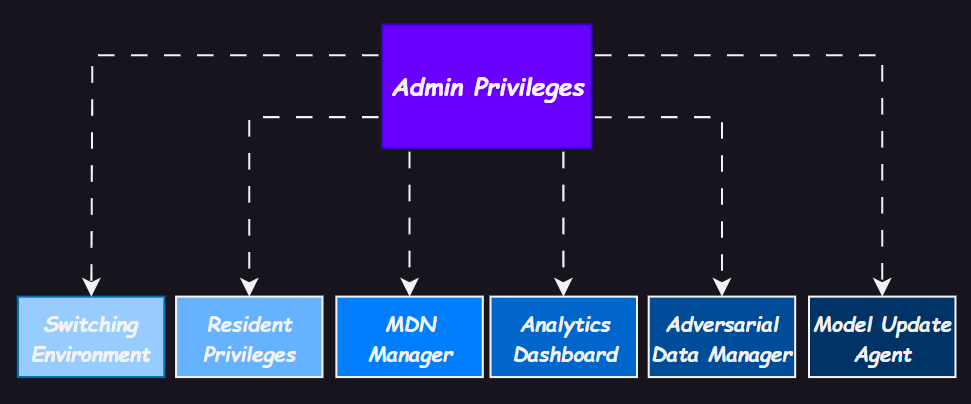 Admin Privileges
Switching
Environment
Resident
Privileges
MDN
Manager
Analytics
Dashboard
Adversarial
Data Manager
Model Update
Agent